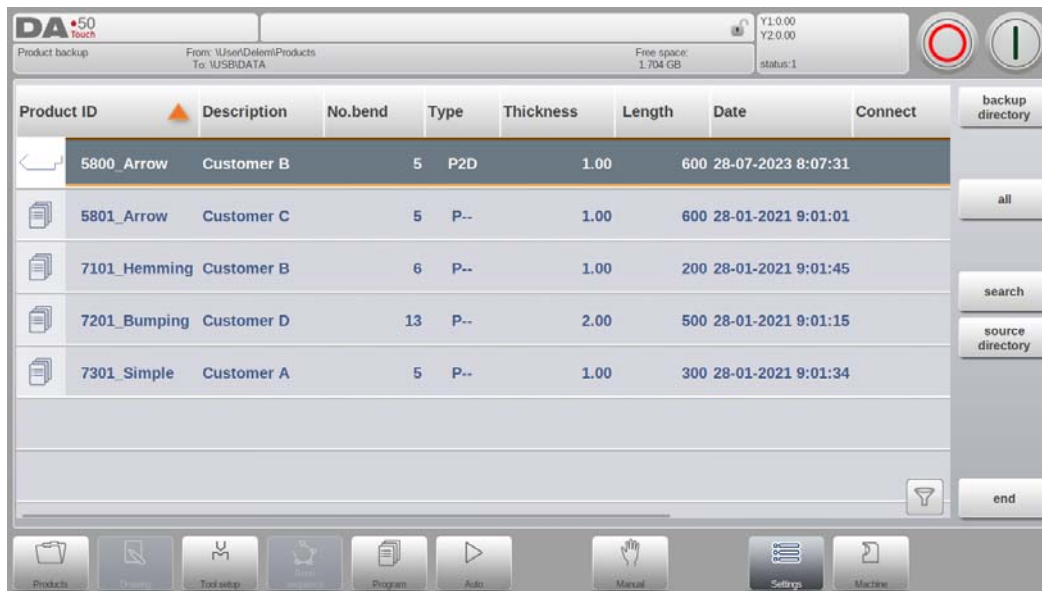 DA•50
Touch
Y1:0.00
Y2:0.00
Product backup
From: \User\Delem\Products
To: \USB\DATA
Free space:
1.704 GB
status:1
Product ID Description No.bend Type Thickness Length Date Connect
5800_Arrow Customer B 5 P2D 1.00 600 28-07-2023 8:07:31
5801_Arrow Customer C 5 P-- 1.00 600 28-01-2021 9:01:01
7101_Hemming Customer B 6 P-- 1.00 200 28-01-2021 9:01:45
7201_Bumping Customer D 13 P-- 2.00 500 28-01-2021 9:01:15
7301_Simple Customer A 5 P-- 1.00 300 28-01-2021 9:01:34
backup
directory
all
search
source
directory
end
Products Drawing Tool setup Bend
sequence Program Auto Manual Settings Machine